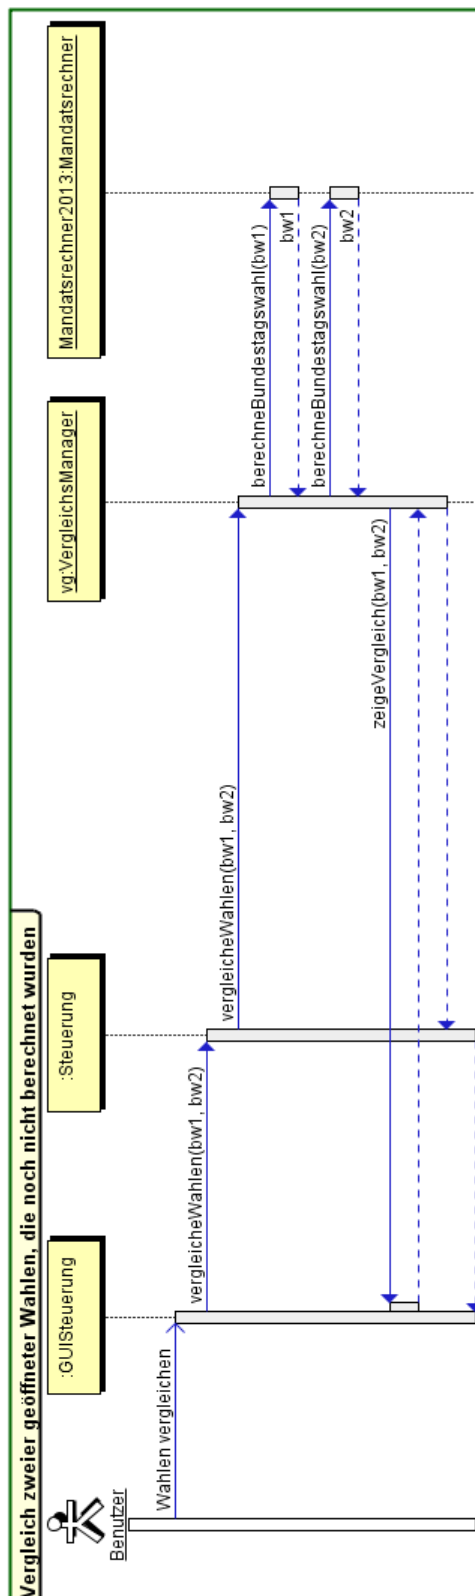 Vergleich zweier geöffneter Wahlen, die noch nicht berechnet wurden
Benutzer
:GUISteuerung
:Steuerung
vg:VergleichsManager
Mandatsrechner2013:Mandatsrechner
Wahlen vergleichen
vergleicheWahlen(bw1, bw2)
vergleicheWahlen(bw1, bw2)
berechneBundestagswahl(bw1)
bw1
berechneBundestagswahl(bw2)
bw2
zeigeVergleich(bw1, bw2)